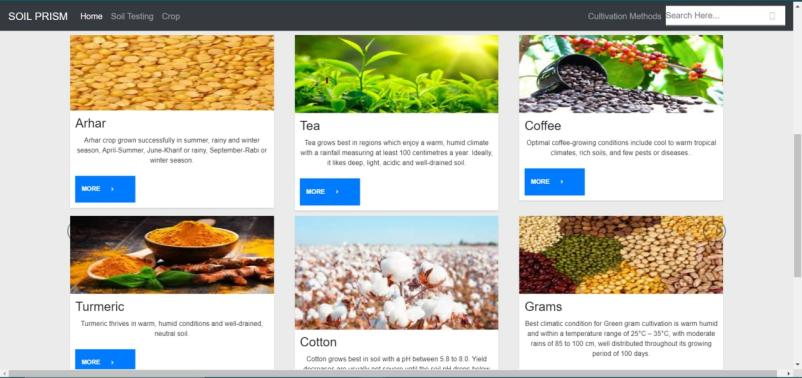 SOIL PRISM Home Soil Testing Crop Cultivation Methods Search Here...
Arhar
Arhar crop grown successfully in summer, rainy and winter
season, April-Summer, June-Kharif or rainy, September-Rabi or
winter season.
MORE ›
Tea
Tea grows best in regions which enjoy a warm, humid climate
with a rainfall measuring at least 100 centimetres a year. Ideally,
it likes deep, light, acidic and well-drained soil.
MORE ›
Coffee
Optimal coffee-growing conditions include cool to warm tropical
climates, rich soils, and few pests or diseases..
MORE ›
Turmeric
Turmeric thrives in warm, humid conditions and well-drained,
neutral soil.
MORE ›
Cotton
Cotton grows best in soil with a pH between 5.8 to 8.0. Yield
decreases are usually not severe until the soil pH drops below
Grams
Best climatic condition for Green gram cultivation is warm humid
and within a temperature range of 25°C – 35°C, with moderate
rains of 85 to 100 cm, well distributed throughout its growing
period of 100 days.